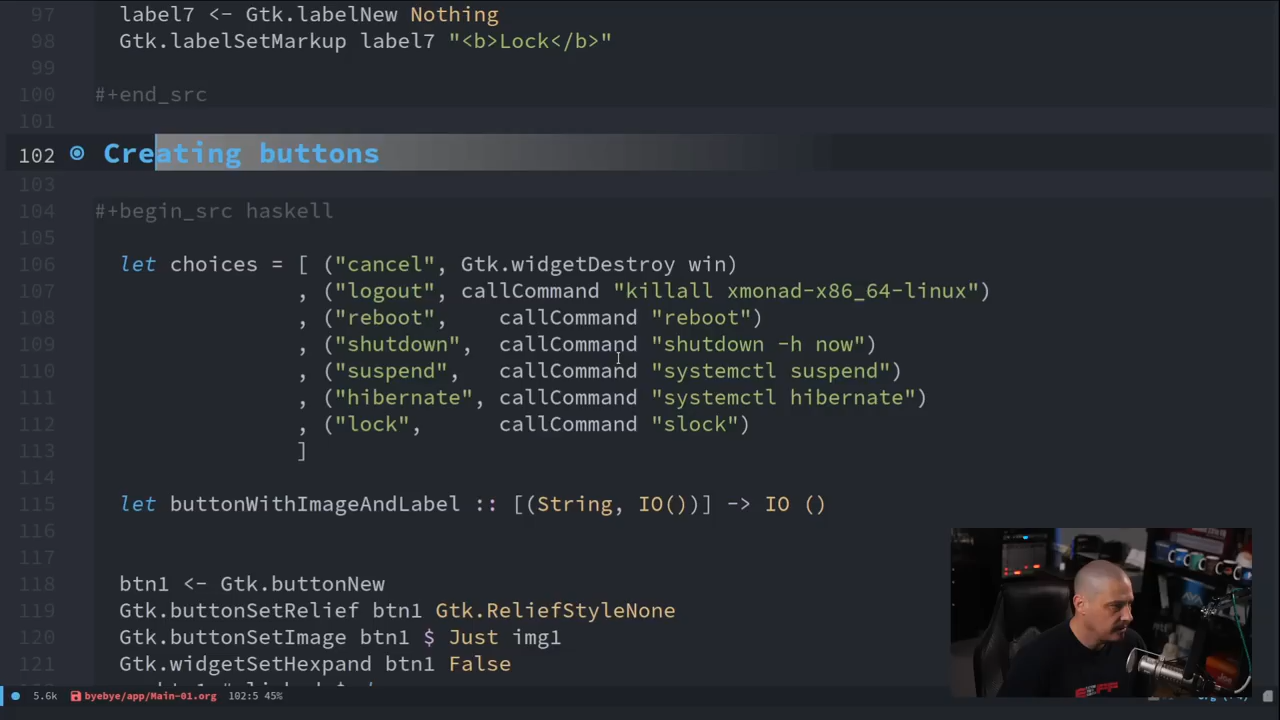 97 label7 <- Gtk.labelNew Nothing
98 Gtk.labelSetMarkup label7 "<b>Lock</b>"
99
100 #+end_src
101
102 Creating buttons
103
104 #+begin_src haskell
105
106 let choices = [ ("cancel", Gtk.widgetDestroy win)
107 , ("logout", callCommand "killall xmonad-x86_64-linux")
108 , ("reboot", callCommand "reboot")
109 , ("shutdown", callCommand "shutdown -h now")
110 , ("suspend", callCommand "systemctl suspend")
111 , ("hibernate", callCommand "systemctl hibernate")
112 , ("lock", callCommand "slock")
113 ]
114
115 let buttonWithImageAndLabel :: [(String, IO())] -> IO ()
116
117
118 btn1 <- Gtk.buttonNew
119 Gtk.buttonSetRelief btn1 Gtk.ReliefStyleNone
120 Gtk.buttonSetImage btn1 $ Just img1
121 Gtk.widgetSetHexpand btn1 False
5.6k byebye/app/Main-01.org 102:5 45%